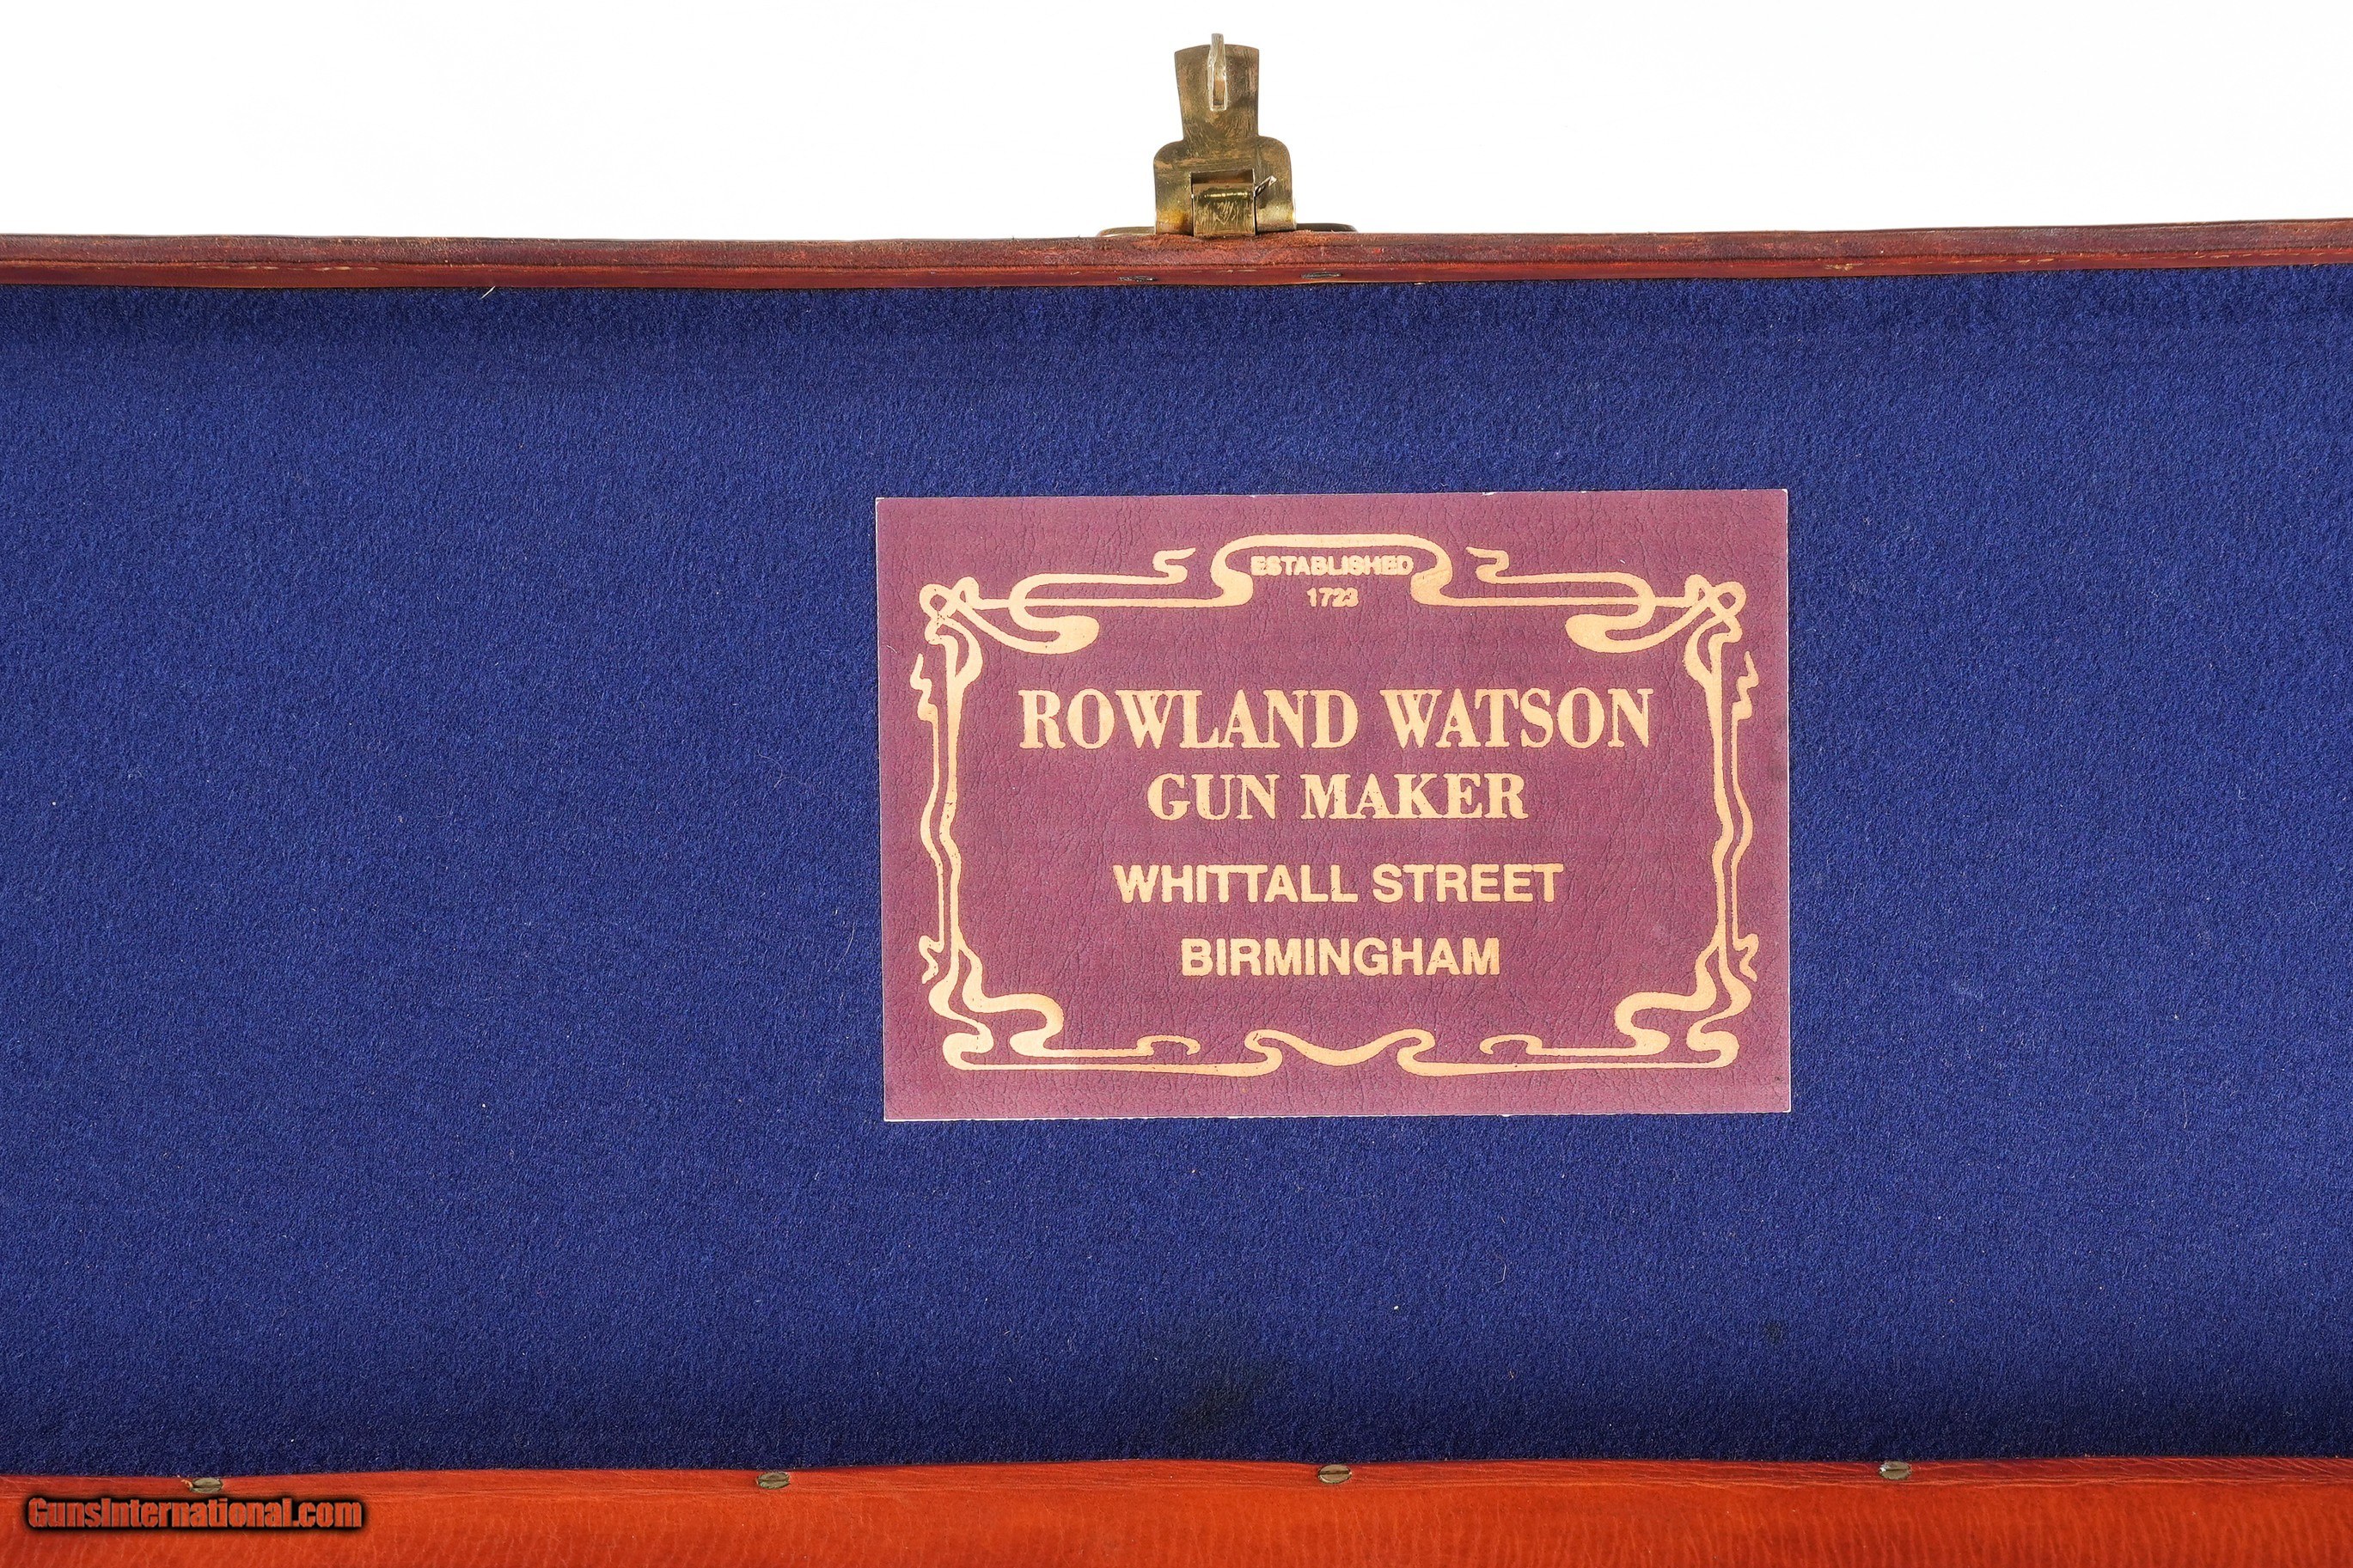 ESTABLISHED
1723
ROWLAND WATSON
GUN MAKER
WHITTALL STREET
BIRMINGHAM
GunsInternational.com